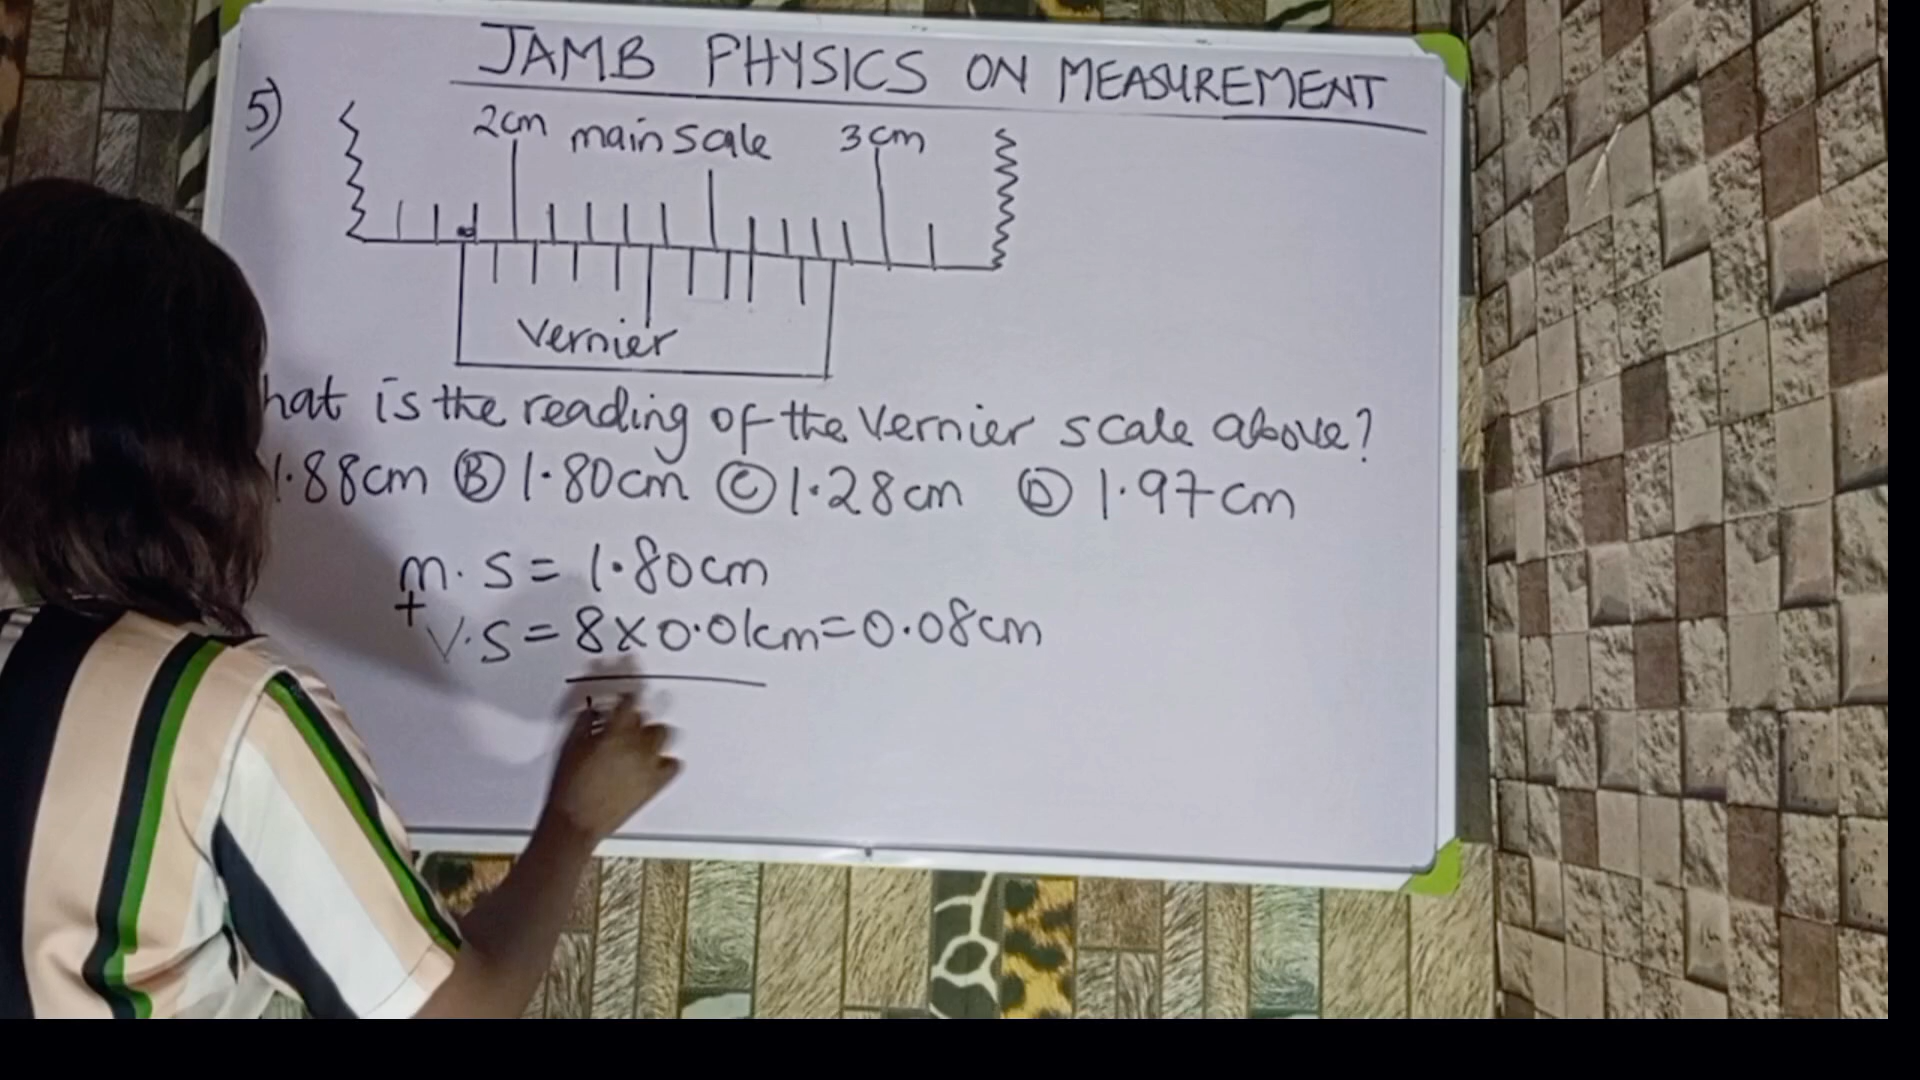 JAMB PHYSICS ON MEASUREMENT
5)
2cm main scale 3cm
Vernier
hat is the reading of the Vernier scale above?
1.88cm Ⓑ 1.80cm Ⓒ 1.28cm Ⓓ 1.97cm
m.s = 1.80cm
+
V.S = 8x0.01cm=0.08cm